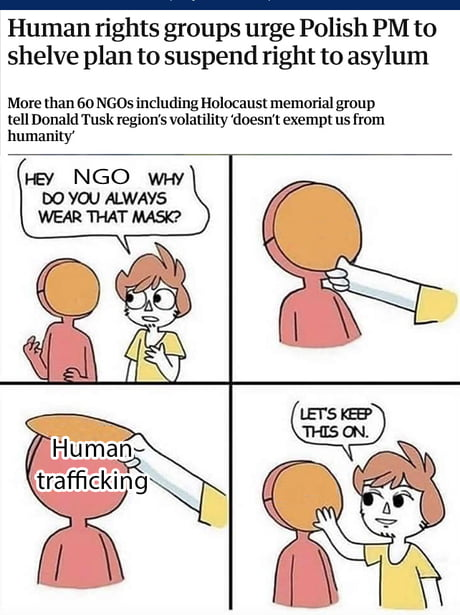 Human rights groups urge Polish PM to
shelve plan to suspend right to asylum
More than 60 NGOs including Holocaust memorial group
tell Donald Tusk region's volatility 'doesn't exempt us from
humanity'
HEY NGO WHY
DO YOU ALWAYS
WEAR THAT MASK?
Human
trafficking
LET'S KEEP
THIS ON.